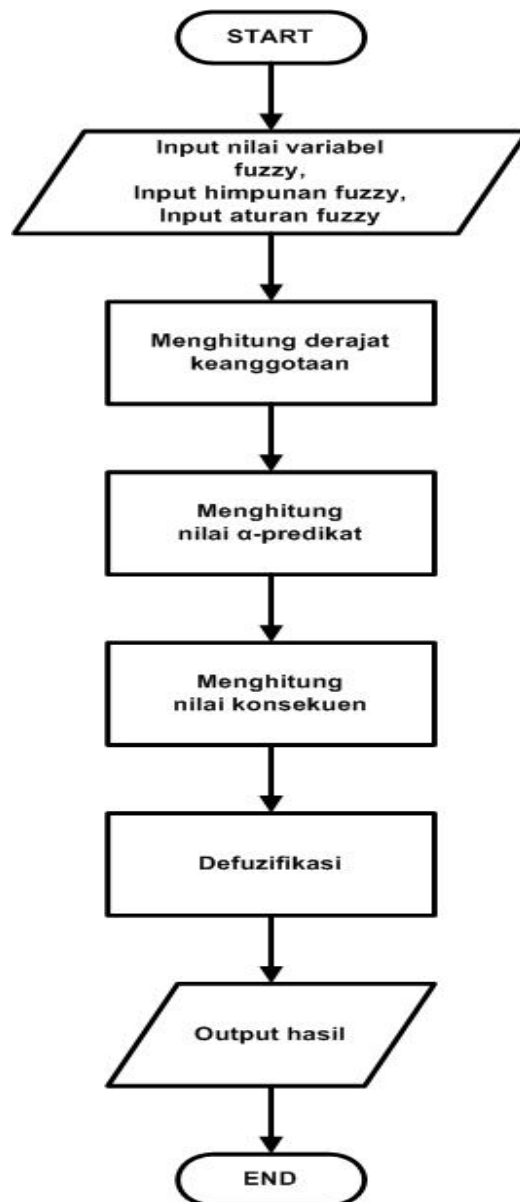 START
Input nilai variabel
fuzzy,
Input himpunan fuzzy,
Input aturan fuzzy
Menghitung derajat
keanggotaan
Menghitung
nilai α-predikat
Menghitung
nilai konsekuen
Defuzifikasi
Output hasil
END